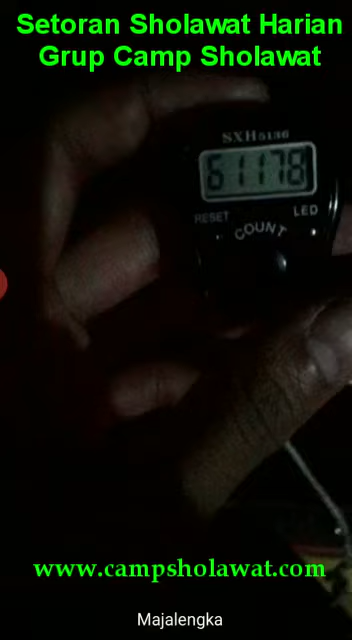 Setoran Sholawat Harian
Grup Camp Sholawat
SXH5136
61178
RESET LED
COUNT
www.campsholawat.com
Majalengka